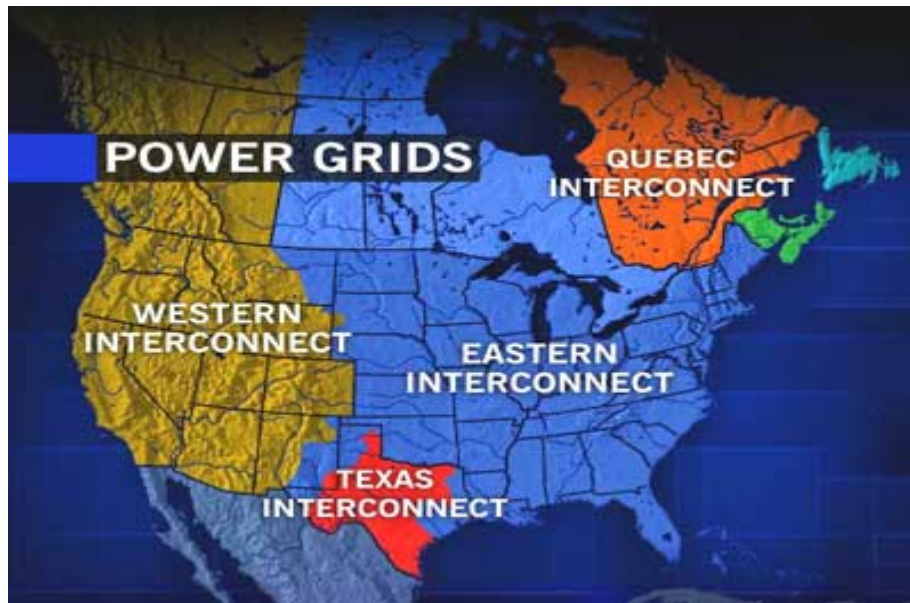 POWER GRIDS
QUEBEC
INTERCONNECT
WESTERN
INTERCONNECT
EASTERN
INTERCONNECT
TEXAS
INTERCONNECT